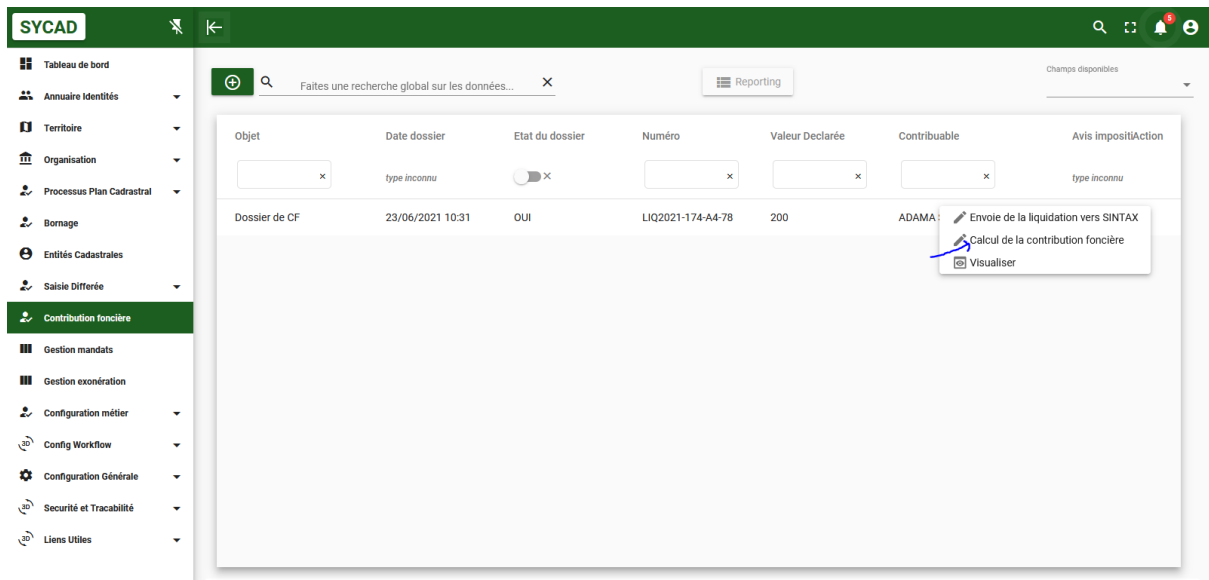 SYCAD
5
Tableau de bord
Annuaire Identités
Territoire
Organisation
Processus Plan Cadrastral
Bornage
Entités Cadastrales
Saisie Differée
Contribution foncière
Gestion mandats
Gestion exonération
Configuration métier
3D Config Workflow
Configuration Générale
3D Securité et Tracabilité
3D Liens Utiles
Faites une recherche global sur les données...
Reporting
Champs disponibles
Objet Date dossier Etat du dossier Numéro Valeur Declarée Contribuable Avis impositiAction
type inconnu type inconnu
Dossier de CF 23/06/2021 10:31 OUI LIQ2021-174-A4-78 200 ADAMA
Envoie de la liquidation vers SINTAX
Calcul de la contribution foncière
Visualiser